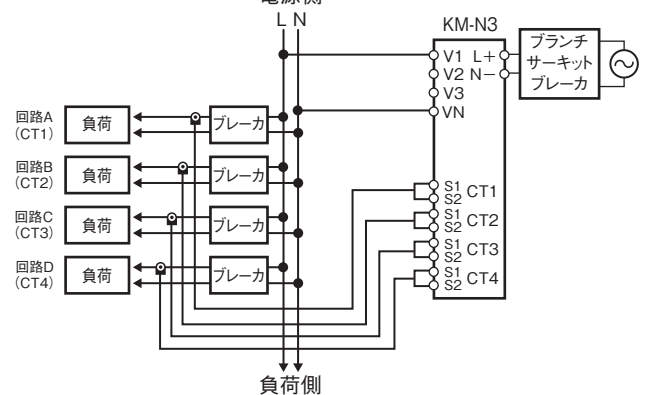 電源側
L N
KM-N3
V1 L+
V2 N−
V3
VN
ブランチ
サーキット
ブレーカ
回路A
(CT1)
負荷
ブレーカ
回路B
(CT2)
負荷
ブレーカ
回路C
(CT3)
負荷
ブレーカ
回路D
(CT4)
負荷
ブレーカ
S1
S2
CT1
S1
S2
CT2
S1
S2
CT3
S1
S2
CT4
負荷側